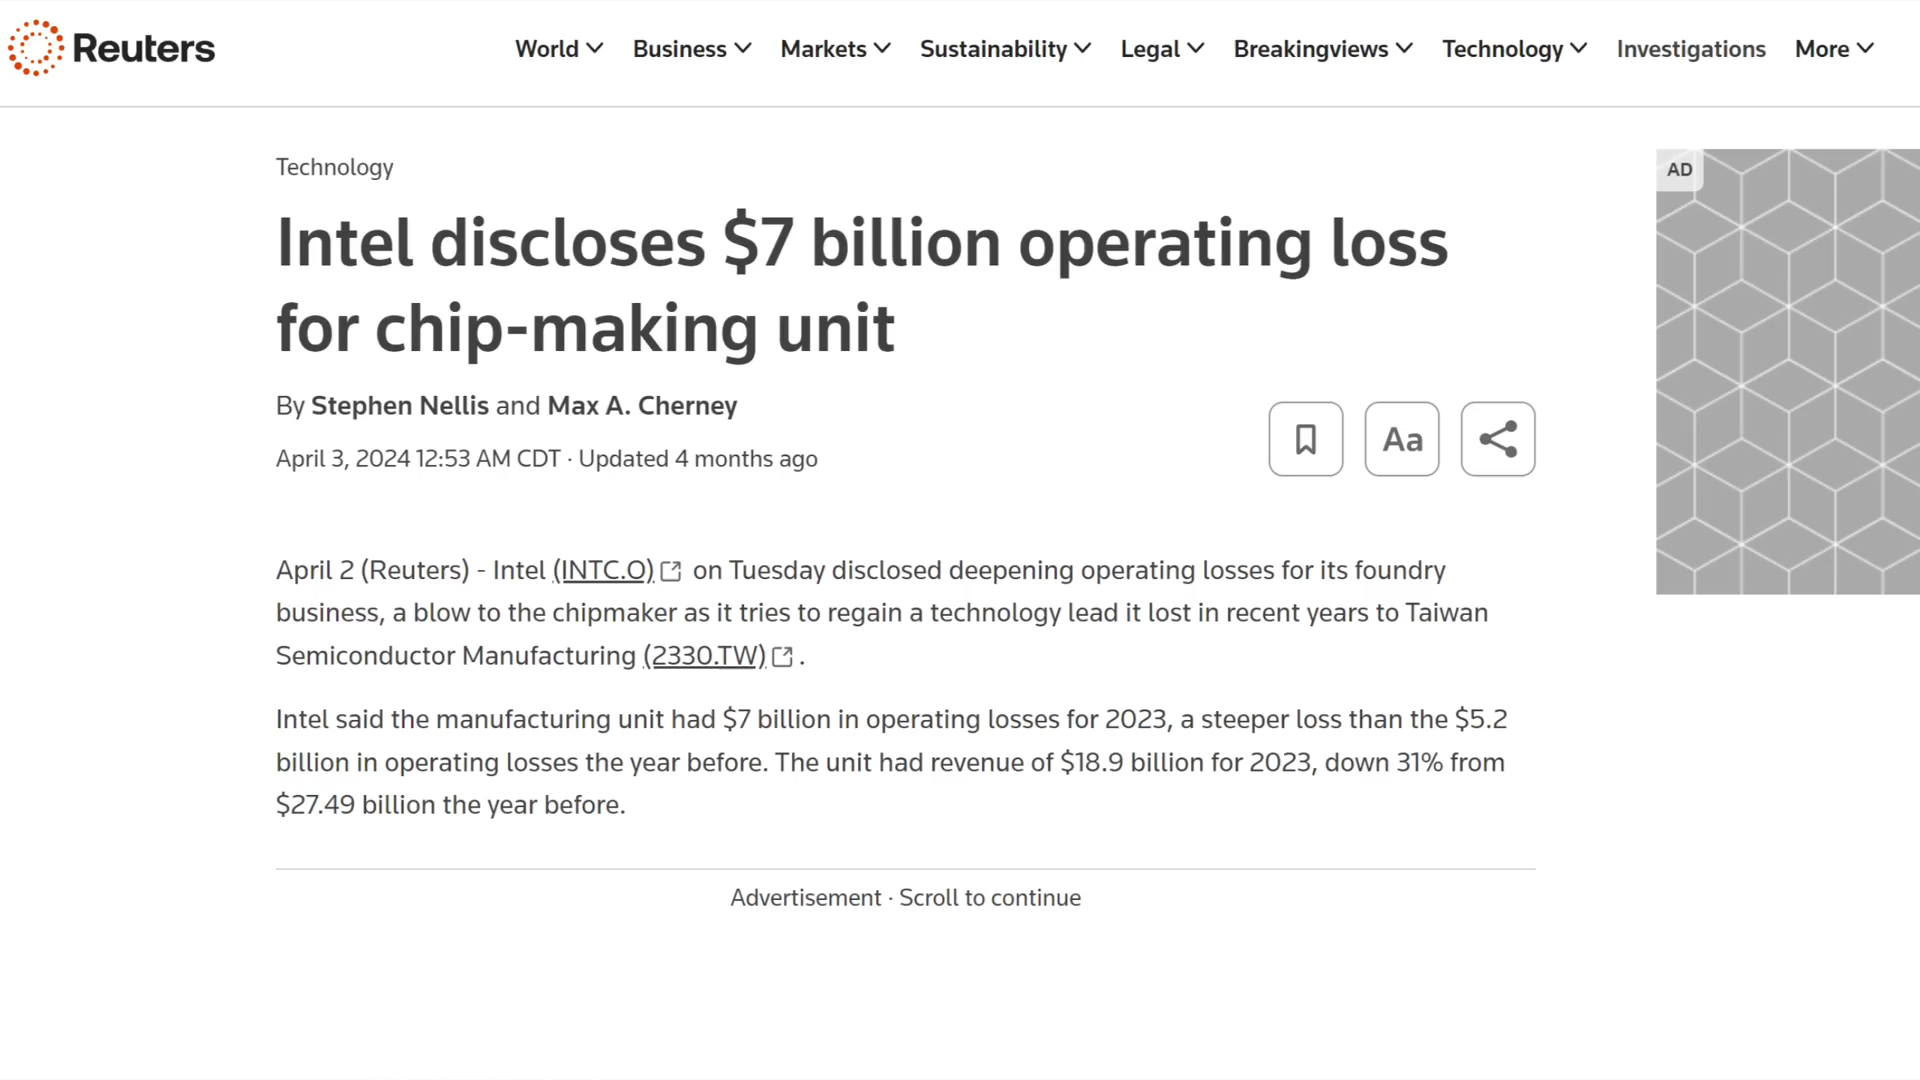 Reuters
World Business Markets Sustainability Legal Breakingviews Technology Investigations More
AD
Technology
Intel discloses $7 billion operating loss
for chip-making unit
By Stephen Nellis and Max A. Cherney
April 3, 2024 12:53 AM CDT · Updated 4 months ago
Aa
April 2 (Reuters) - Intel (INTC.O) on Tuesday disclosed deepening operating losses for its foundry
business, a blow to the chipmaker as it tries to regain a technology lead it lost in recent years to Taiwan
Semiconductor Manufacturing (2330.TW) .
Intel said the manufacturing unit had $7 billion in operating losses for 2023, a steeper loss than the $5.2
billion in operating losses the year before. The unit had revenue of $18.9 billion for 2023, down 31% from
$27.49 billion the year before.
Advertisement · Scroll to continue